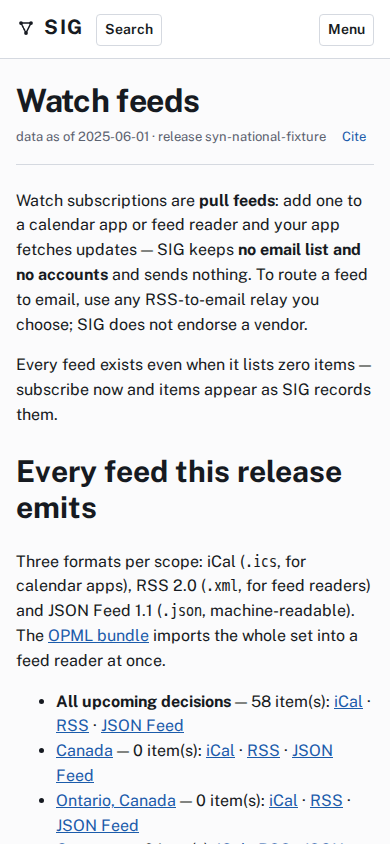 SIG Search Menu
Watch feeds
data as of 2025-06-01 · release syn-national-fixture Cite
Watch subscriptions are pull feeds: add one to
a calendar app or feed reader and your app
fetches updates — SIG keeps no email list and
no accounts and sends nothing. To route a feed
to email, use any RSS-to-email relay you
choose; SIG does not endorse a vendor.
Every feed exists even when it lists zero items —
subscribe now and items appear as SIG records
them.
Every feed this release
emits
Three formats per scope: iCal (.ics, for
calendar apps), RSS 2.0 (.xml, for feed readers)
and JSON Feed 1.1 (.json, machine-readable).
The OPML bundle imports the whole set into a
feed reader at once.
• All upcoming decisions — 58 item(s): iCal ·
RSS · JSON Feed
• Canada — 0 item(s): iCal · RSS · JSON
Feed
• Ontario, Canada — 0 item(s): iCal · RSS ·
JSON Feed